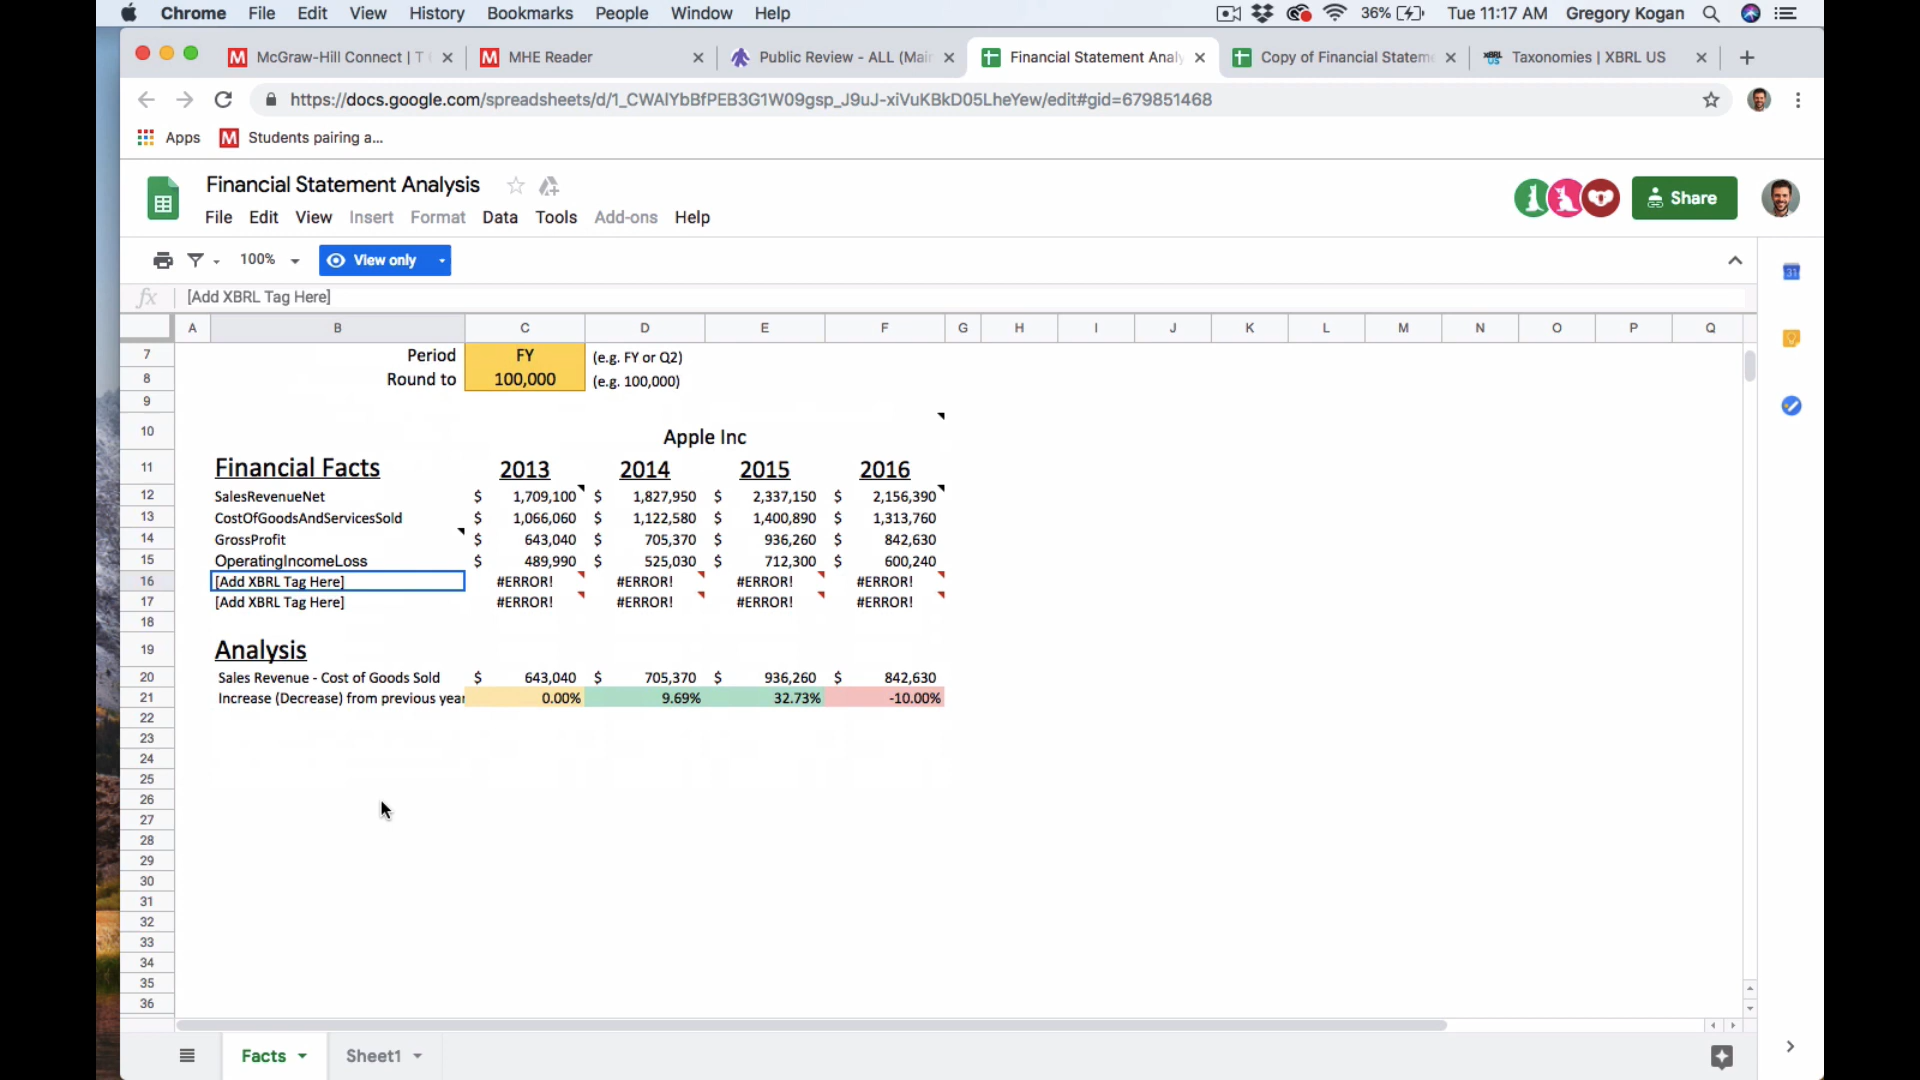 Chrome File Edit View History Bookmarks People Window Help 36% Tue 11:17 AM Gregory Kogan
McGraw-Hill Connect | T MHE Reader Public Review - ALL (Mai Financial Statement Analy Copy of Financial Statem Taxonomies | XBRL US
https://docs.google.com/spreadsheets/d/1_CWAlYbBfPEB3G1W09gsp_J9uJ-xiVuKBkD05LheYew/edit#gid=679851468
Apps Students pairing a...
Financial Statement Analysis
Share
File Edit View Insert Format Data Tools Add-ons Help
100% View only
fx [Add XBRL Tag Here]
A B C D E F G H I J K L M N O P Q
7 Period FY (e.g. FY or Q2)
8 Round to 100,000 (e.g. 100,000)
9
10 Apple Inc
11 Financial Facts 2013 2014 2015 2016
12 SalesRevenueNet $ 1,709,100 $ 1,827,950 $ 2,337,150 $ 2,156,390
13 CostOfGoodsAndServicesSold $ 1,066,060 $ 1,122,580 $ 1,400,890 $ 1,313,760
14 GrossProfit $ 643,040 $ 705,370 $ 936,260 $ 842,630
15 OperatingIncomeLoss $ 489,990 $ 525,030 $ 712,300 $ 600,240
16 [Add XBRL Tag Here] #ERROR! #ERROR! #ERROR! #ERROR!
17 [Add XBRL Tag Here] #ERROR! #ERROR! #ERROR! #ERROR!
18
19 Analysis
20 Sales Revenue - Cost of Goods Sold $ 643,040 $ 705,370 $ 936,260 $ 842,630
21 Increase (Decrease) from previous year 0.00% 9.69% 32.73% -10.00%
22
23
24
25
26
27
28
29
30
31
32
33
34
35
36
Facts Sheet1